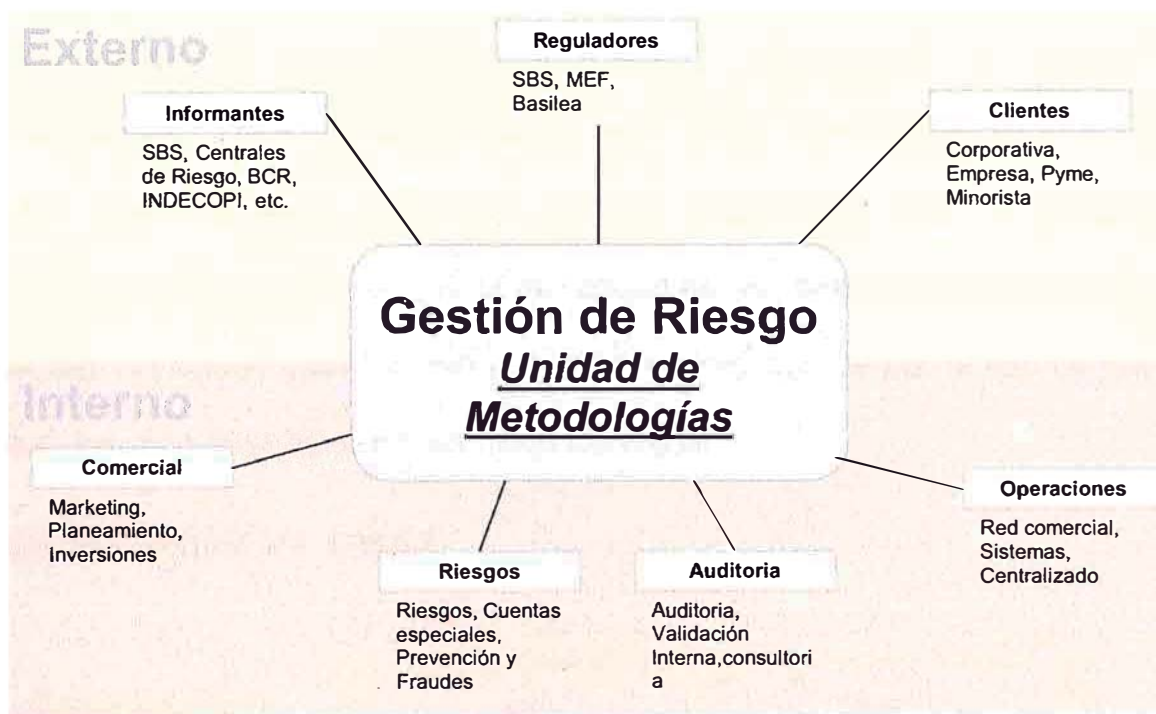 Externo
Reguladores
SBS, MEF,
Basilea
Informantes
SBS, Centrales
de Riesgo, BCR,
INDECOPI, etc.
Clientes
Corporativa,
Empresa, Pyme,
Minorista
Gestión de Riesgo
Unidad de
Metodologías
Interno
Comercial
Marketing,
Planeamiento,
Inversiones
Riesgos
Riesgos, Cuentas
especiales,
Prevención y
Fraudes
Auditoria
Auditoria,
Validación
Interna,consultori
a
Operaciones
Red comercial,
Sistemas,
Centralizado